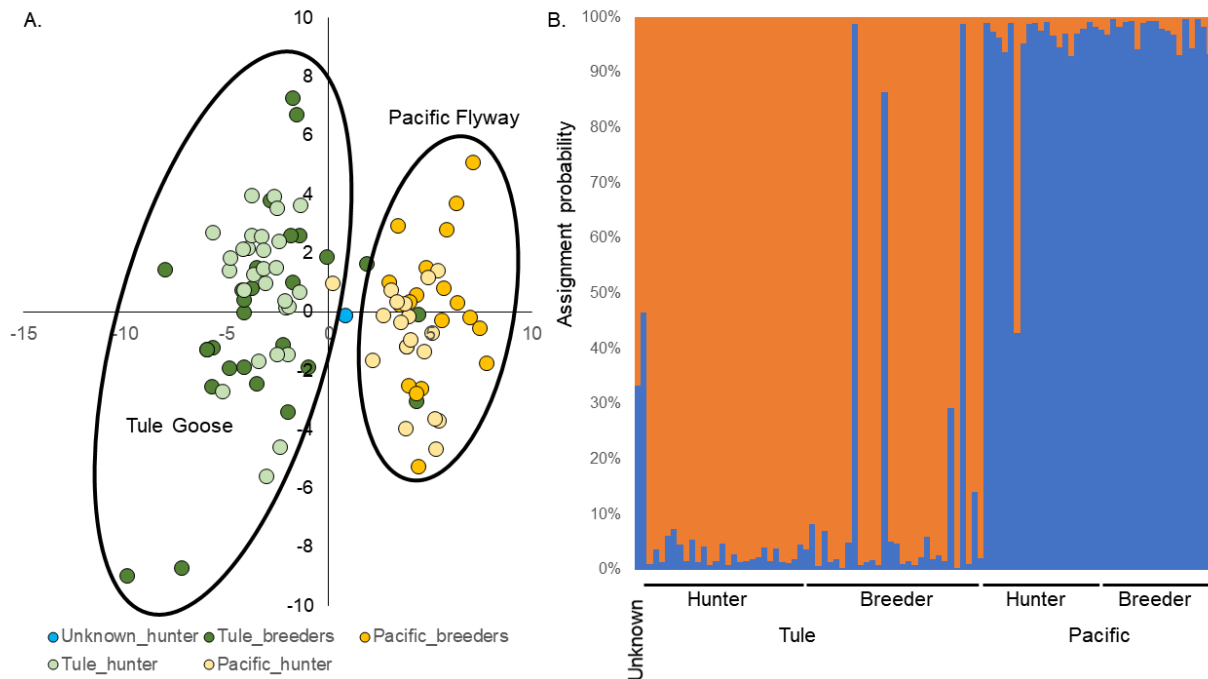 A.
B.
10
8
6
4
2
0
-2
-4
-6
-8
-10
-15
-10
-5
5
10
Pacific Flyway
Tule Goose
Unknown_hunter
Tule_breeders
Pacific_breeders
Tule_hunter
Pacific_hunter
Assignment probability
100%
90%
80%
70%
60%
50%
40%
30%
20%
10%
0%
Unknown
Hunter
Breeder
Hunter
Breeder
Tule
Pacific